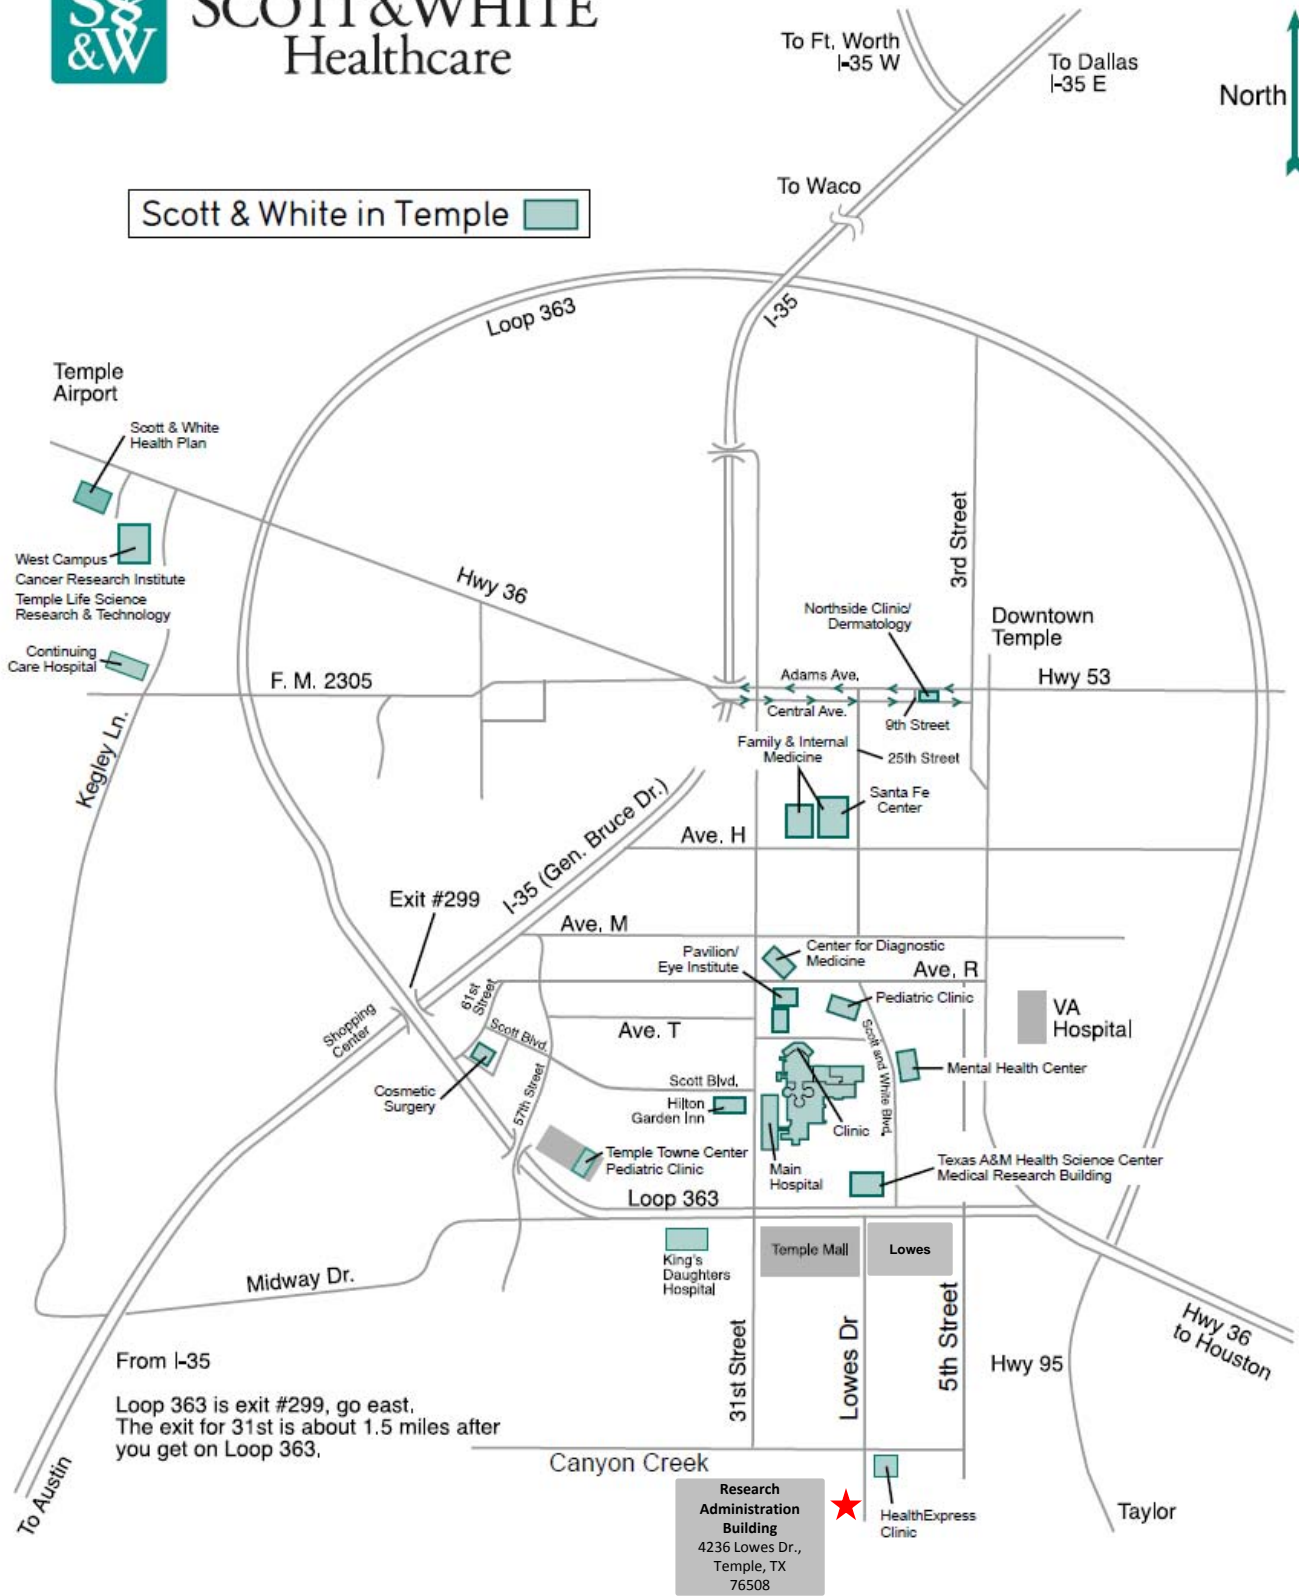 S&W
SCOTT & WHITE
Healthcare
To Ft. Worth
I-35 W
To Dallas
I-35 E
North
To Waco
Scott & White in Temple
Loop 363
I-35
Temple
Airport
Scott & White
Health Plan
3rd Street
West Campus
Cancer Research Institute
Temple Life Science
Research & Technology
Hwy 36
Northside Clinic/
Dermatology
Downtown
Temple
Continuing
Care Hospital
F. M. 2305
Adams Ave.
Hwy 53
Central Ave.
9th Street
Kegley Ln.
Family & Internal
Medicine
25th Street
Santa Fe
Center
I-35 (Gen. Bruce Dr.)
Ave. H
Exit #299
Ave. M
Pavilion/
Eye Institute
Center for Diagnostic
Medicine
Ave. R
61st
Street
Pediatric Clinic
VA
Hospital
Shopping
Center
Scott Blvd.
Ave. T
Scott and White Blvd.
Mental Health Center
Cosmetic
Surgery
57th Street
Scott Blvd.
Hilton
Garden Inn
Clinic
Temple Towne Center
Pediatric Clinic
Main
Hospital
Texas A&M Health Science Center
Medical Research Building
Loop 363
Temple Mall
Lowes
King's
Daughters
Hospital
Midway Dr.
31st Street
Lowes Dr
5th Street
Hwy 95
Hwy 36
to Houston
From I-35
Loop 363 is exit #299, go east.
The exit for 31st is about 1.5 miles after
you get on Loop 363.
Canyon Creek
To Austin
Research
Administration
Building
4236 Lowes Dr.,
Temple, TX
76508
HealthExpress
Clinic
Taylor